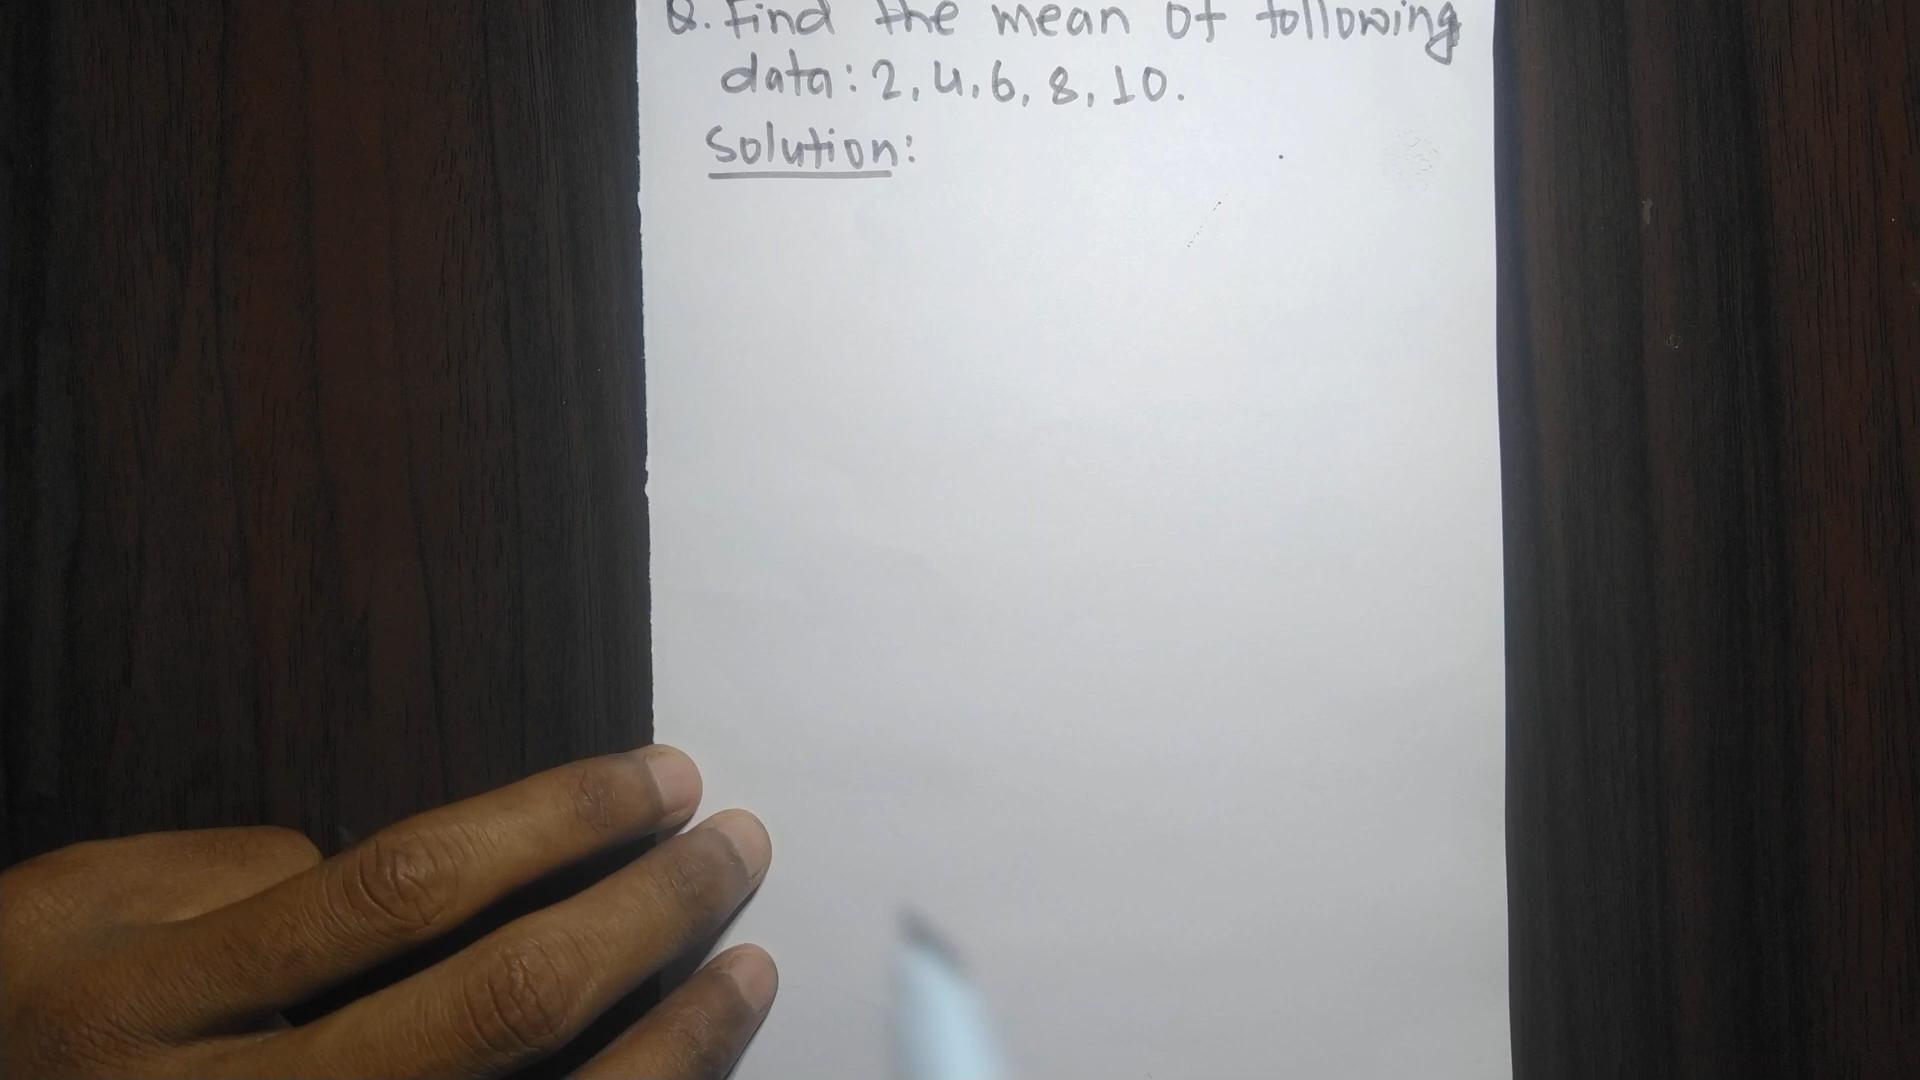 Q. Find the mean of following
data: 2, 4, 6, 8, 10.
Solution: